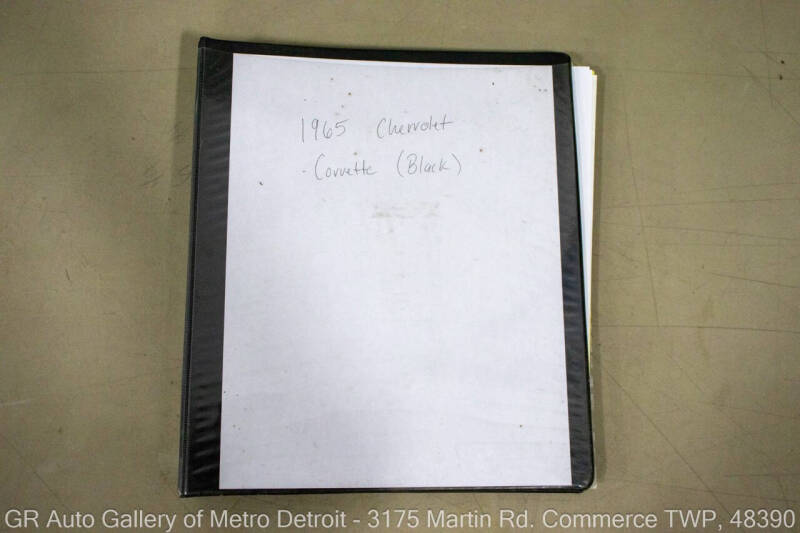 1965 Chevrolet
Corvette (Black)
GR Auto Gallery of Metro Detroit - 3175 Martin Rd. Commerce TWP, 48390